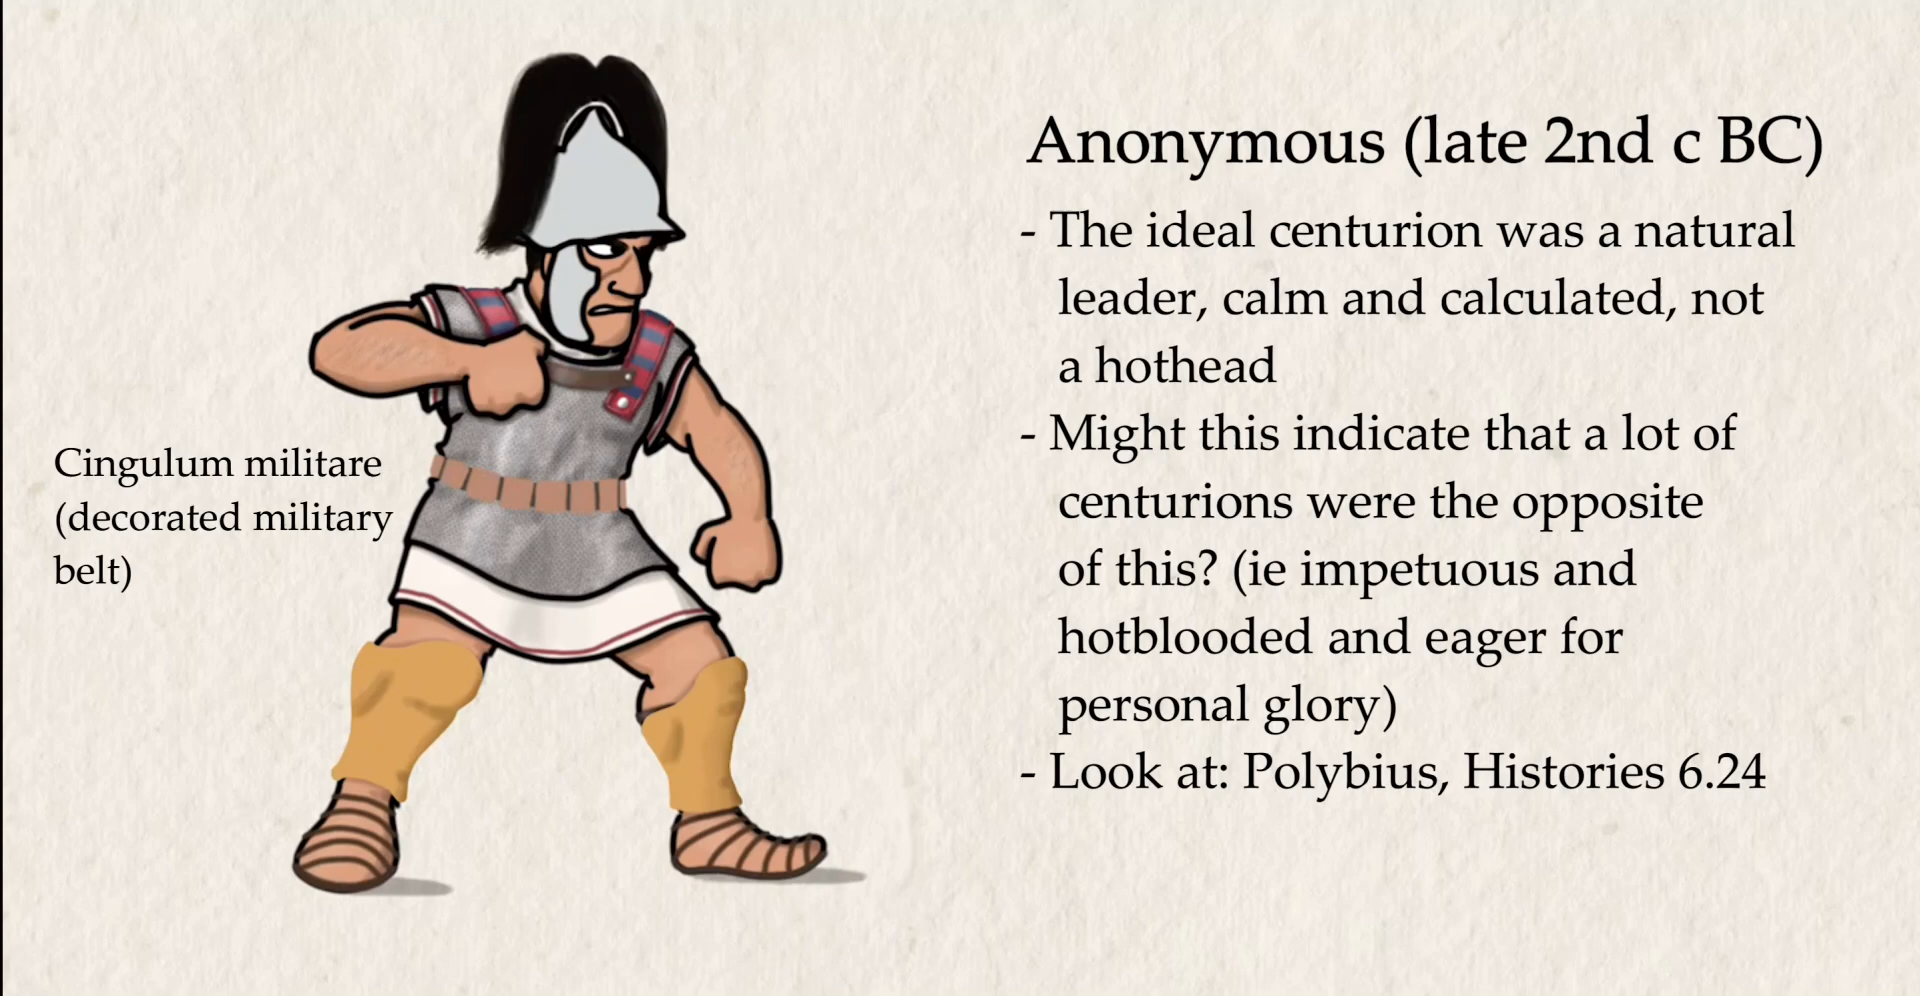 Anonymous (late 2nd c BC)
- The ideal centurion was a natural
leader, calm and calculated, not
a hothead
- Might this indicate that a lot of
centurions were the opposite
of this? (ie impetuous and
hotblooded and eager for
personal glory)
- Look at: Polybius, Histories 6.24
Cingulum militare
(decorated military
belt)